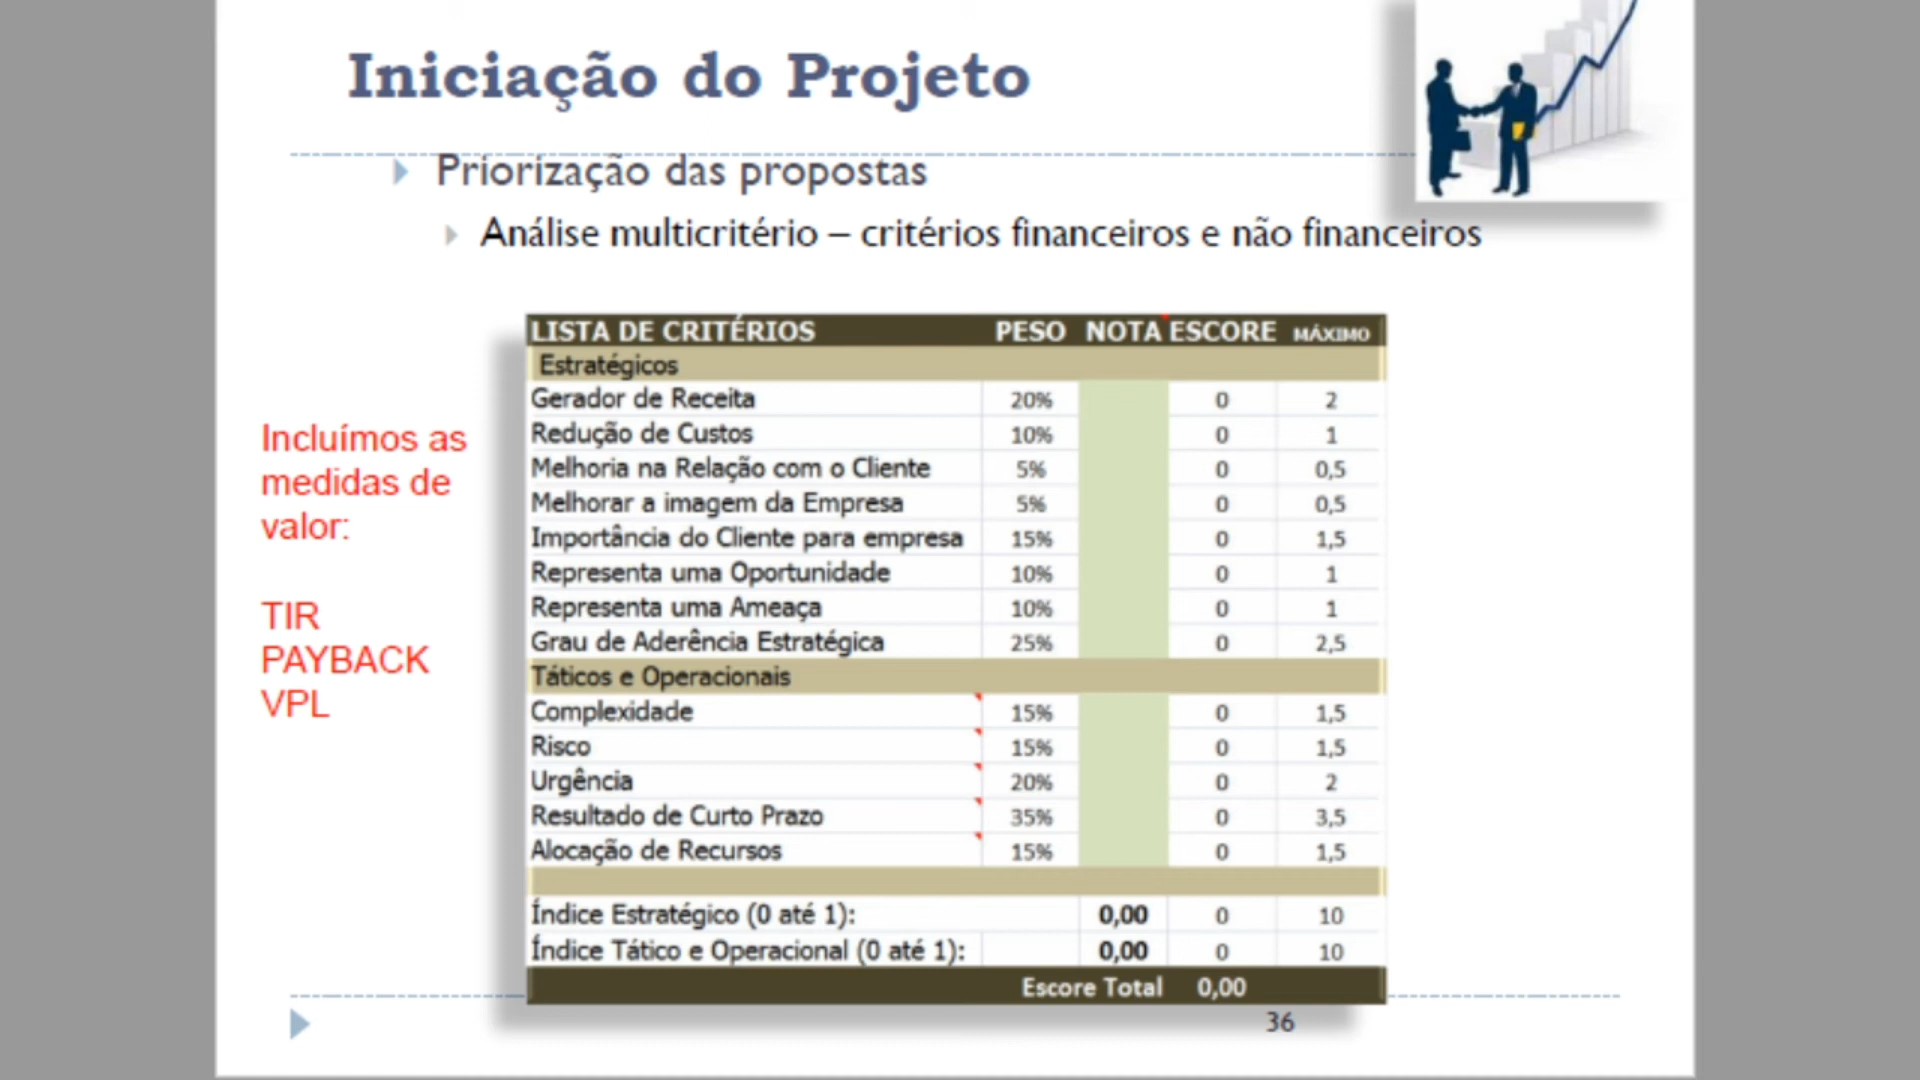 Iniciação do Projeto
Priorização das propostas
Análise multicritério – critérios financeiros e não financeiros
Incluímos as
medidas de
valor:
TIR
PAYBACK
VPL
LISTA DE CRITÉRIOS PESO NOTA ESCORE MÁXIMO
Estratégicos
Gerador de Receita 20% 0 2
Redução de Custos 10% 0 1
Melhoria na Relação com o Cliente 5% 0 0,5
Melhorar a imagem da Empresa 5% 0 0,5
Importância do Cliente para empresa 15% 0 1,5
Representa uma Oportunidade 10% 0 1
Representa uma Ameaça 10% 0 1
Grau de Aderência Estratégica 25% 0 2,5
Táticos e Operacionais
Complexidade 15% 0 1,5
Risco 15% 0 1,5
Urgência 20% 0 2
Resultado de Curto Prazo 35% 0 3,5
Alocação de Recursos 15% 0 1,5
Índice Estratégico (0 até 1): 0,00 0 10
Índice Tático e Operacional (0 até 1): 0,00 0 10
Escore Total 0,00
36